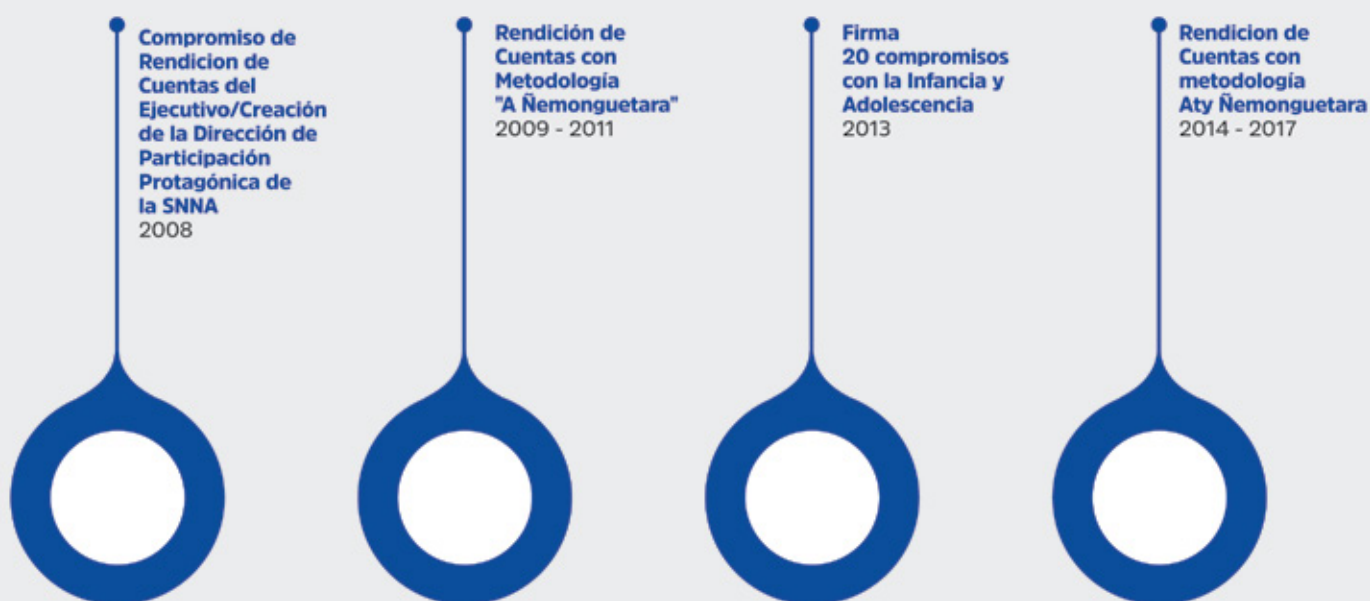 Compromiso de
Rendicion de
Cuentas del
Ejecutivo/Creación
de la Dirección de
Participación
Protagónica de
la SNNA
2008
Rendición de
Cuentas con
Metodología
"A Ñemonguetara"
2009 - 2011
Firma
20 compromisos
con la Infancia y
Adolescencia
2013
Rendicion de
Cuentas con
metodología
Aty Ñemonguetara
2014 - 2017